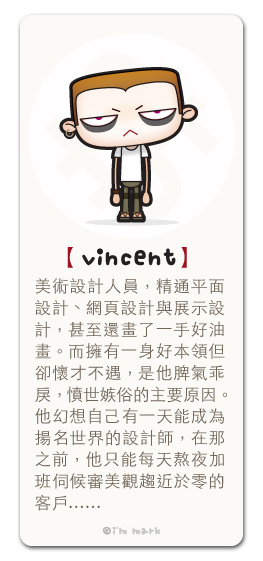 【vincent】
美術設計人員，精通平面
設計、網頁設計與展示設
計，甚至還畫了一手好油
畫。而擁有一身好本領但
卻懷才不遇，是他脾氣乖
戾，憤世嫉俗的主要原因。
他幻想自己有一天能成為
揚名世界的設計師，在那
之前，他只能每天熬夜加
班伺候審美觀趨近於零的
客戶......
©i'm mark